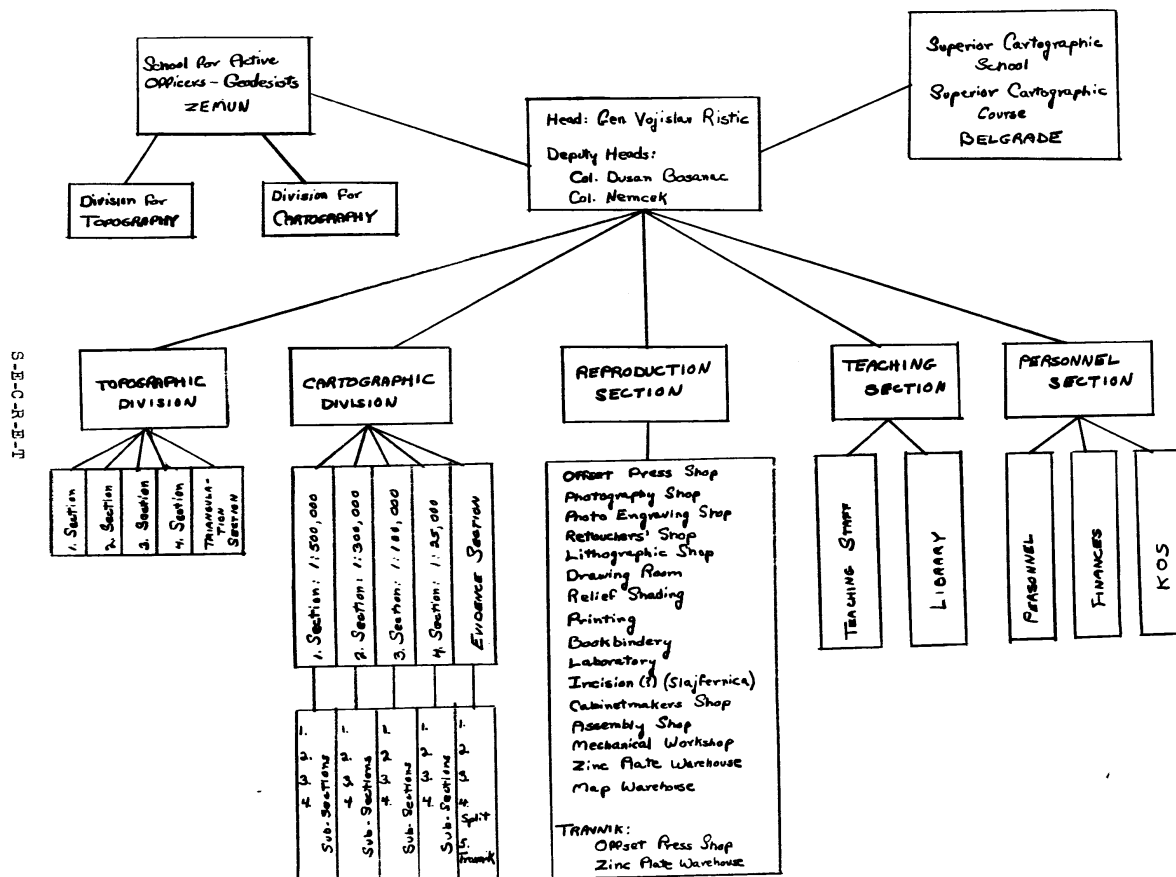 School for Active
Officers - Geodesists
ZEMUN
Superior Cartographic
School
Superior Cartographic
Course
BELGRADE
Head: Gen Vojislav Ristic
Deputy Heads:
Col. Dusan Bosanac
Col. Nemcek
Division for
TOPOGRAPHY
Division for
CARTOGRAPHY
S-E-C-R-E-T
TOPOGRAPHIC
DIVISION
CARTOGRAPHIC
DIVISION
REPRODUCTION
SECTION
TEACHING
SECTION
PERSONNEL
SECTION
1. Section
2. Section
3. Section
4. Section
TRIANGULA-
TION
SECTION
1. Section: 1:500,000
2. Section: 1:300,000
3. Section: 1:100,000
4. Section: 1:25,000
EVIDENCE SECTION
1.
2.
3.
4.
Sub-Sections
1.
2.
3.
4.
Sub-Sections
1.
2.
3.
4.
Sub-Sections
1.
2.
3.
4.
Sub-Sections
1.
2.
3.
4.
Split
5.
Travnik
Offset Press Shop
Photography Shop
Photo Engraving Shop
Retouchers' Shop
Lithographic Shop
Drawing Room
Relief Shading
Printing
Bookbindery
Laboratory
Incision (?) (Slajfernica)
Cabinetmakers Shop
Assembly Shop
Mechanical Workshop
Zinc Plate Warehouse
Map Warehouse
TRAVNIK:
Offset Press Shop
Zinc Plate Warehouse
TEACHING STAFF
LIBRARY
PERSONNEL
FINANCES
KOS